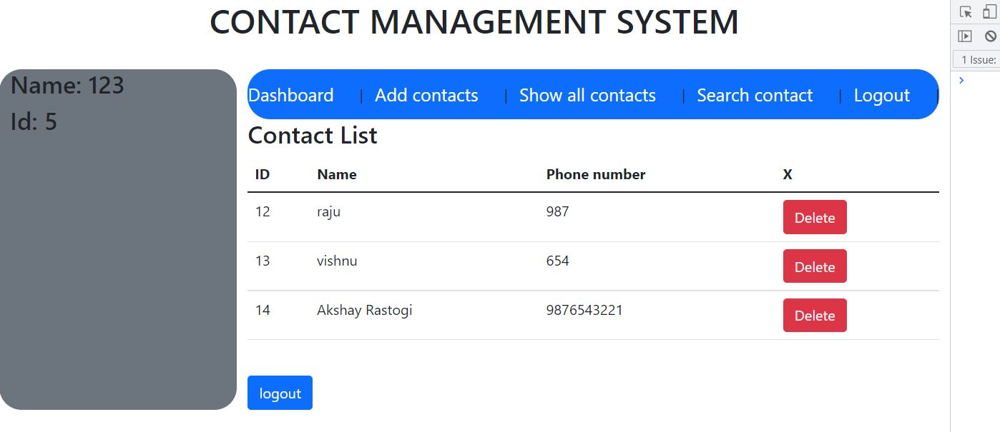 CONTACT MANAGEMENT SYSTEM
1 Issue:
Name: 123
Id: 5
Dashboard | Add contacts | Show all contacts | Search contact | Logout |
Contact List
ID Name Phone number X
12 raju 987 Delete
13 vishnu 654 Delete
14 Akshay Rastogi 9876543221 Delete
logout